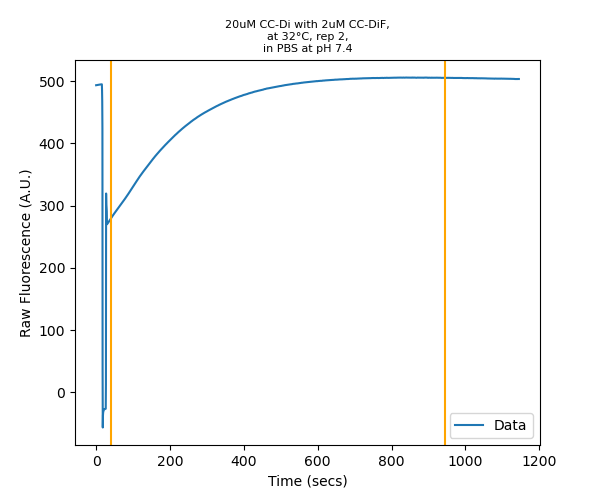 20uM CC-Di with 2uM CC-DiF,
at 32°C, rep 2,
in PBS at pH 7.4
Raw Fluorescence (A.U.)
500
400
300
200
100
0
0 200 400 600 800 1000 1200
Time (secs)
Data